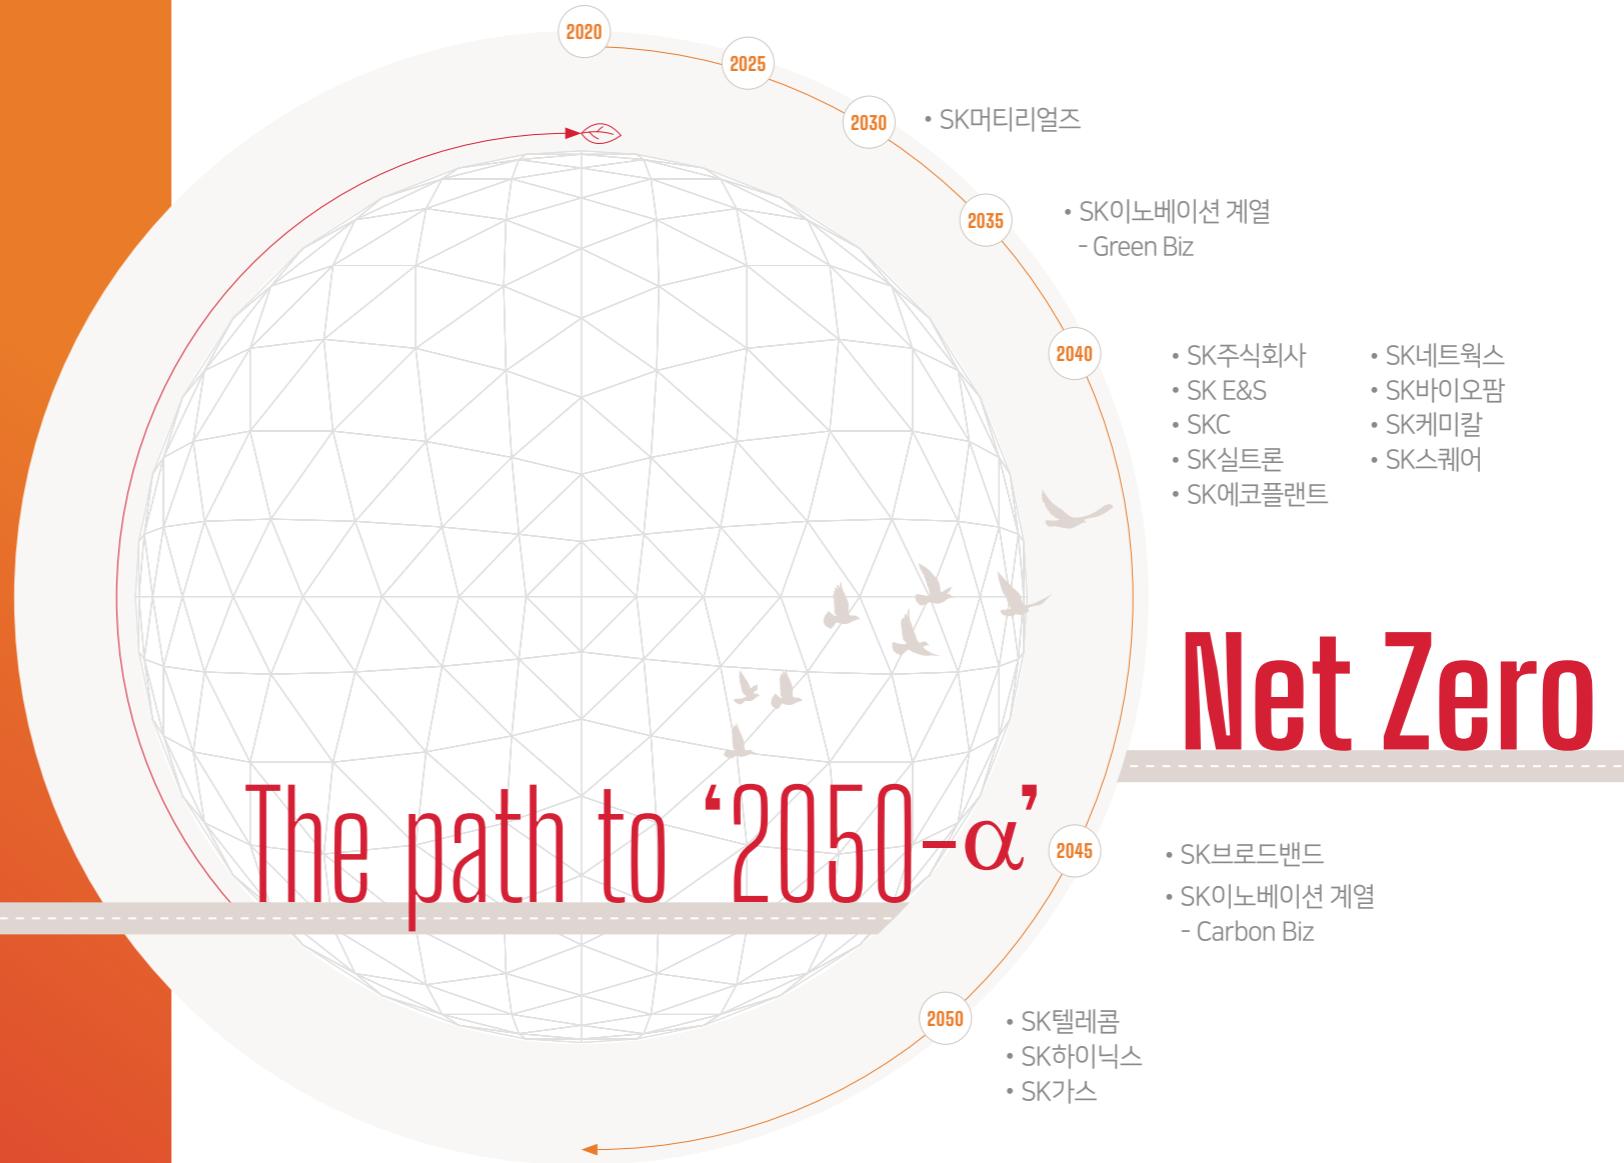 2020
2025
2030
• SK머티리얼즈
2035
• SK이노베이션 계열
- Green Biz
2040
• SK주식회사
• SK E&S
• SKC
• SK실트론
• SK에코플랜트
• SK네트웍스
• SK바이오팜
• SK케미칼
• SK스퀘어
Net Zero
The path to ‘2050-α’
2045
• SK브로드밴드
• SK이노베이션 계열
- Carbon Biz
2050
• SK텔레콤
• SK하이닉스
• SK가스